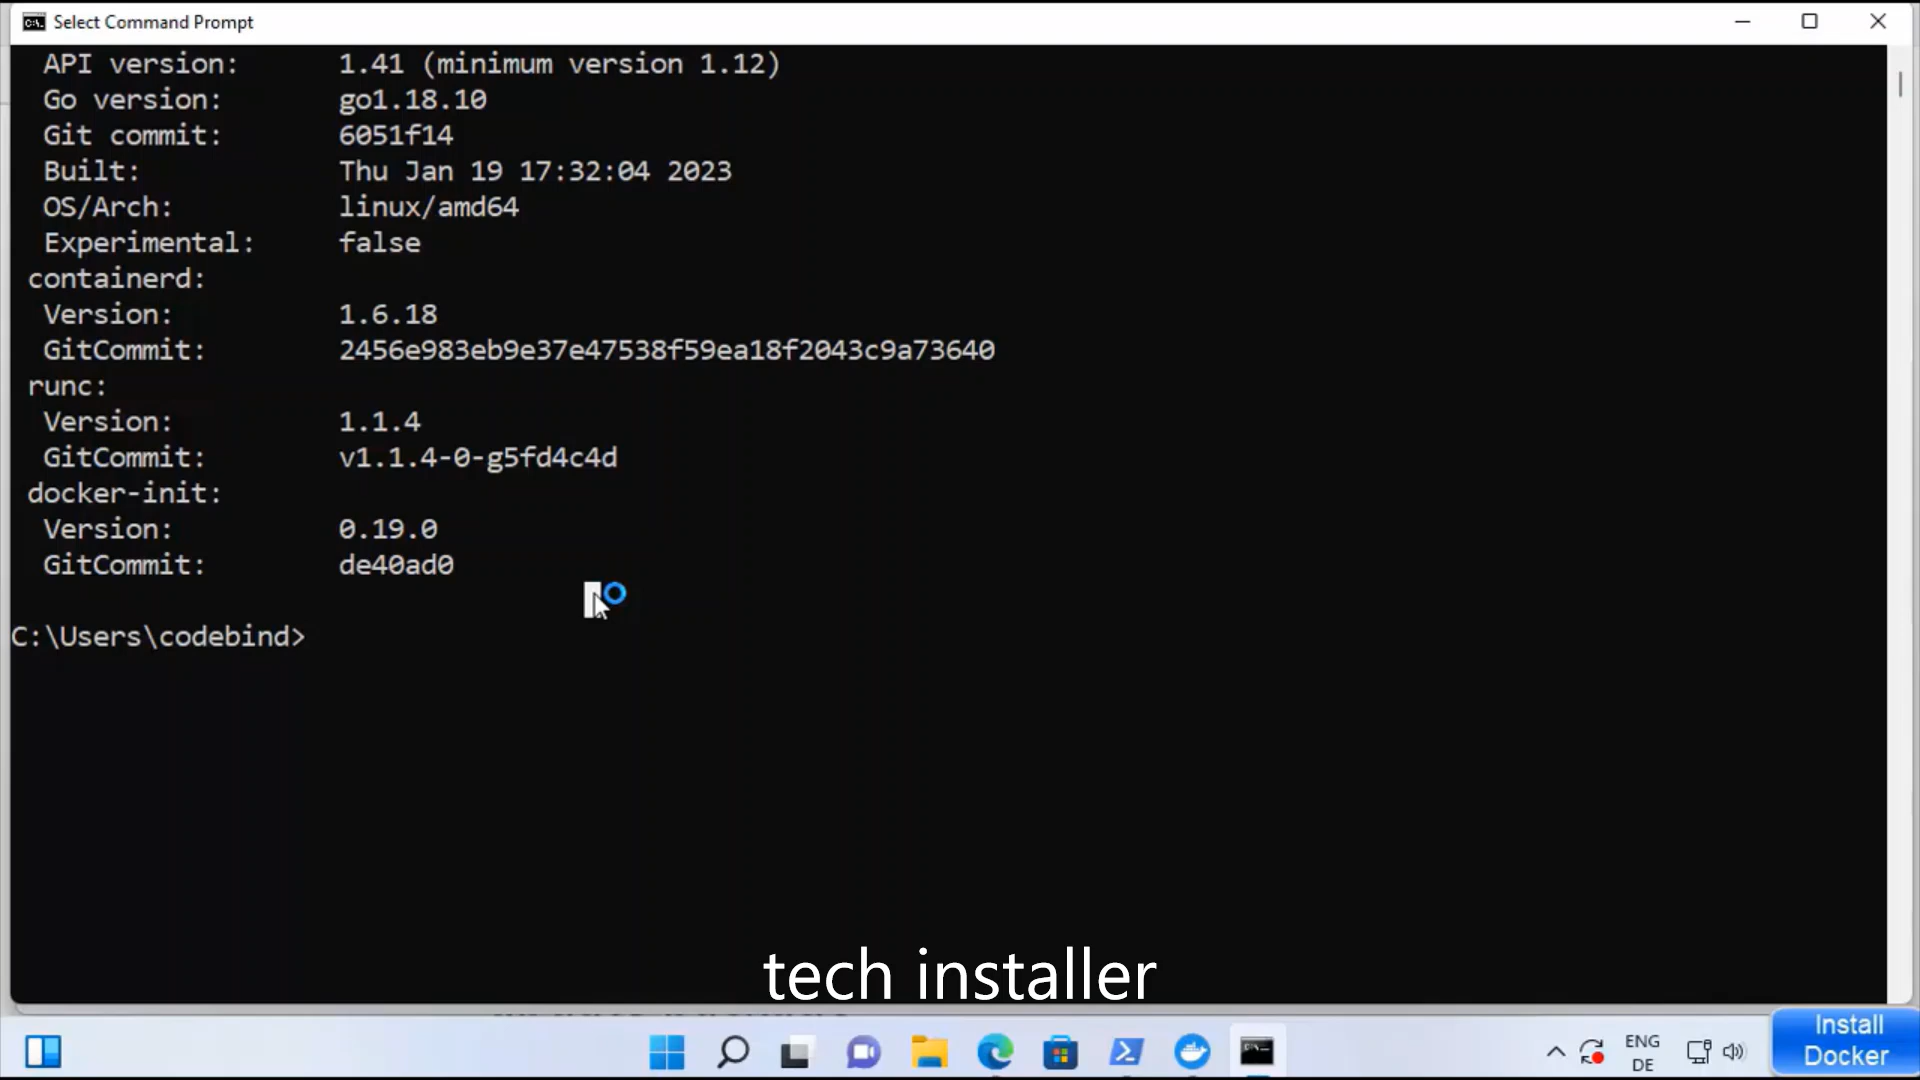 Select Command Prompt
API version: 1.41 (minimum version 1.12)
Go version: go1.18.10
Git commit: 6051f14
Built: Thu Jan 19 17:32:04 2023
OS/Arch: linux/amd64
Experimental: false
containerd:
Version: 1.6.18
GitCommit: 2456e983eb9e37e47538f59ea18f2043c9a73640
runc:
Version: 1.1.4
GitCommit: v1.1.4-0-g5fd4c4d
docker-init:
Version: 0.19.0
GitCommit: de40ad0
C:\Users\codebind>
tech installer
ENG
DE
Install
Docker